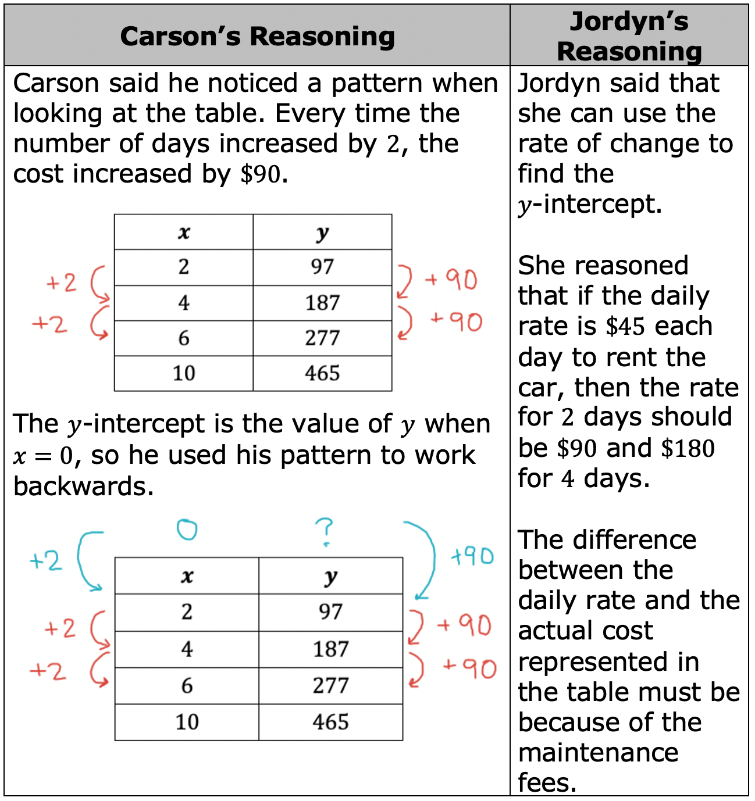 Carson's Reasoning
Carson said he noticed a pattern when
looking at the table. Every time the
number of days increased by 2, the
cost increased by $90.
x y
2 97
4 187
6 277
10 465
+2
+2
+90
+90
The y-intercept is the value of y when
x = 0, so he used his pattern to work
backwards.
0 ?
+2
+90
x y
2 97
4 187
6 277
10 465
+2
+2
+90
+90
Jordyn's
Reasoning
Jordyn said that
she can use the
rate of change to
find the
y-intercept.
She reasoned
that if the daily
rate is $45 each
day to rent the
car, then the rate
for 2 days should
be $90 and $180
for 4 days.
The difference
between the
daily rate and the
actual cost
represented in
the table must be
because of the
maintenance
fees.